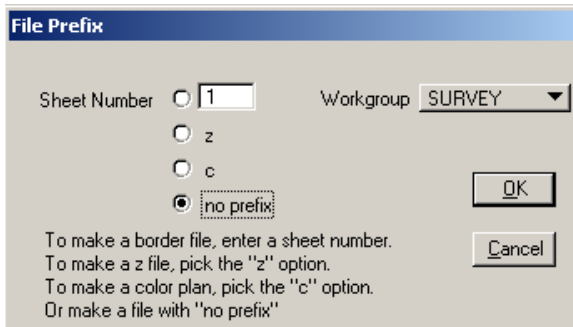 File Prefix
Sheet Number 1 Workgroup SURVEY
z
c
no prefix
OK
To make a border file, enter a sheet number.
To make a z file, pick the "z" option.
Cancel
To make a color plan, pick the "c" option.
Or make a file with "no prefix"